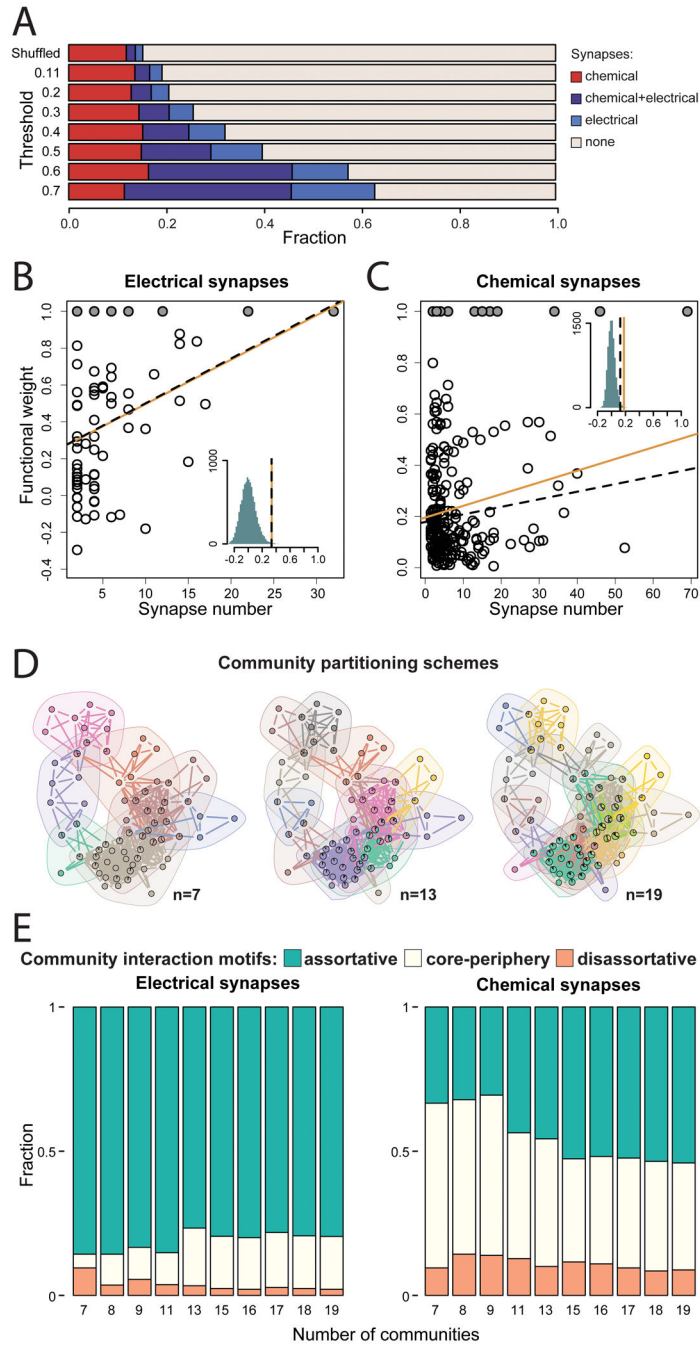 A
Shuffled
0.11
0.2
0.3
0.4
0.5
0.6
0.7
Threshold
0.0 0.2 0.4 0.6 0.8 1.0
Fraction
Synapses:
chemical
chemical+electrical
electrical
none
B
Electrical synapses
Functional weight
1.0
0.8
0.6
0.4
0.2
0.0
-0.2
-0.4
5 10 15 20 25 30
Synapse number
1000
0
-0.2 0.2 0.6 1.0
C
Chemical synapses
1.0
0.8
0.6
0.4
0.2
0.0
0 10 20 30 40 50 60 70
Synapse number
1500
0
-0.2 0.2 0.6 1.0
D
Community partitioning schemes
n=7
n=13
n=19
E
Community interaction motifs: assortative core-periphery disassortative
Electrical synapses
Chemical synapses
Fraction
1
0.5
0
7 8 9 11 13 15 16 17 18 19
1
0.5
0
7 8 9 11 13 15 16 17 18 19
Number of communities